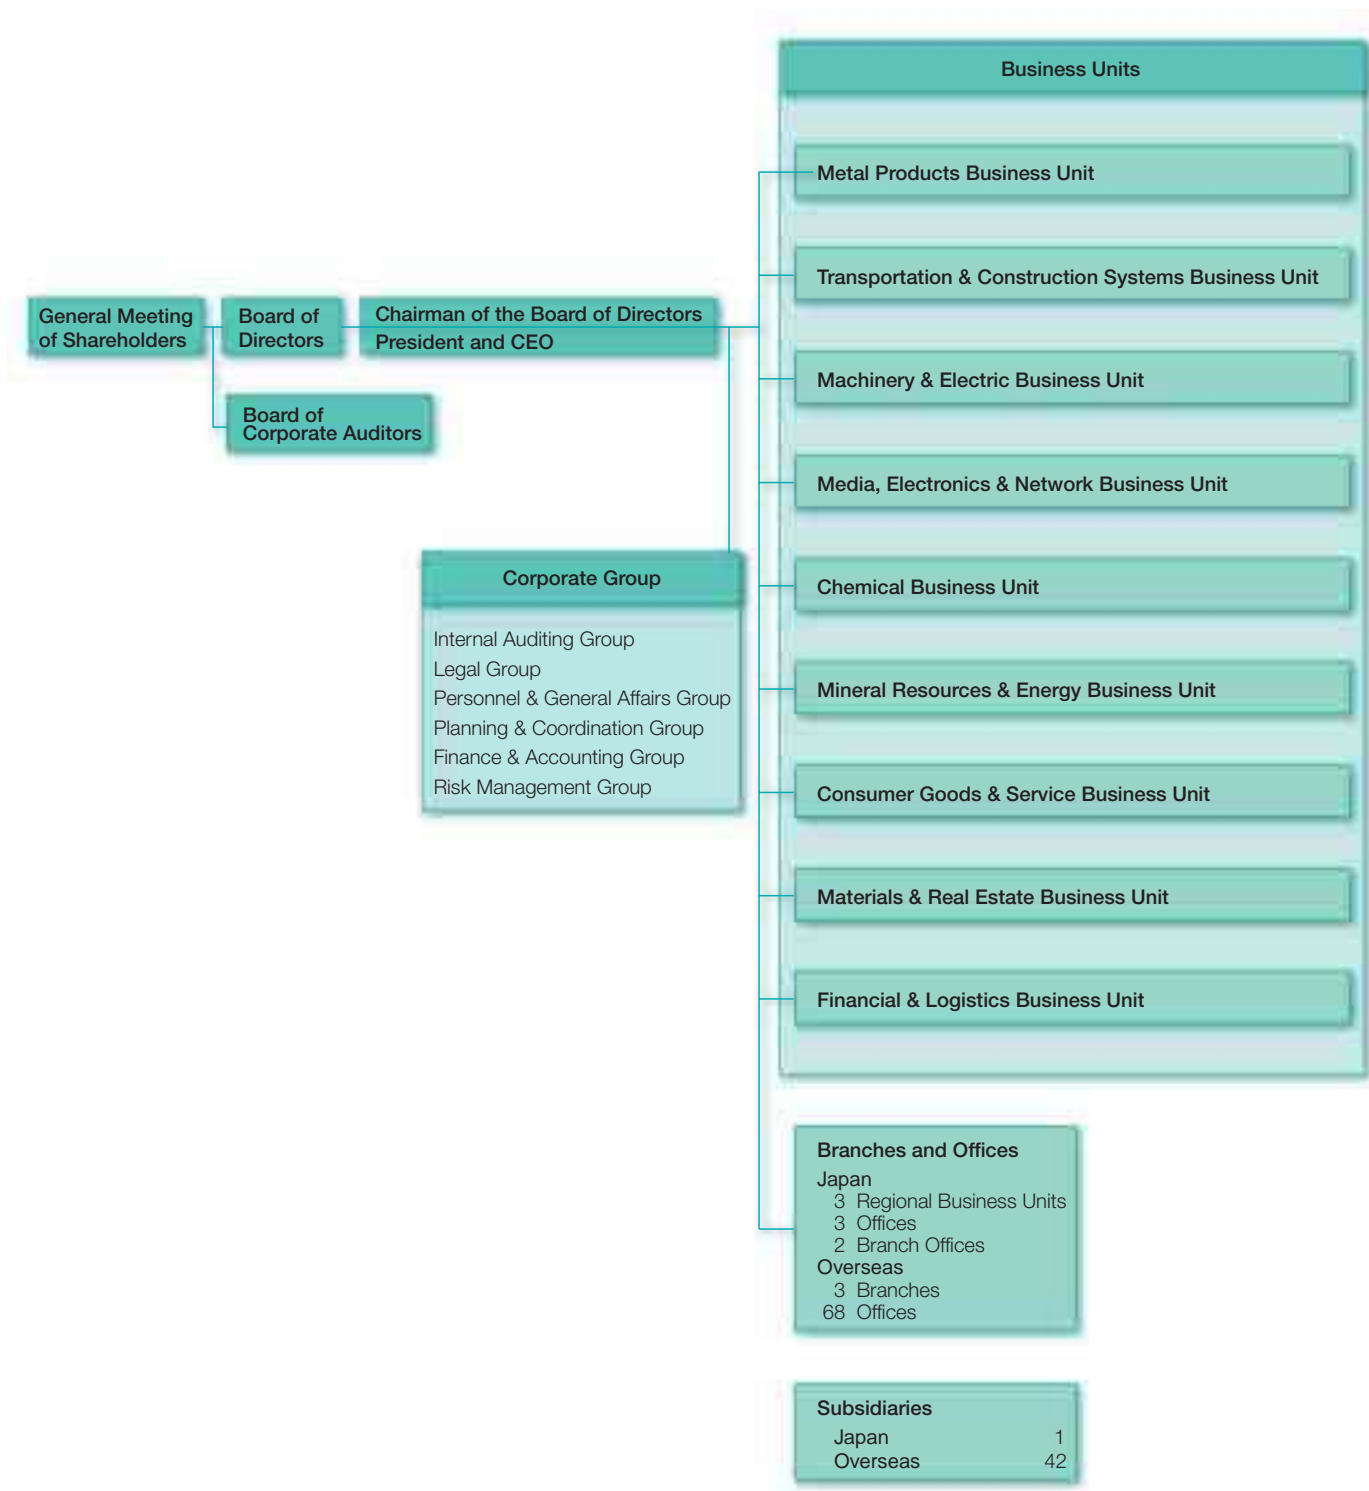 General Meeting
of Shareholders
Board of
Directors
Chairman of the Board of Directors
President and CEO
Board of
Corporate Auditors
Corporate Group
Internal Auditing Group
Legal Group
Personnel & General Affairs Group
Planning & Coordination Group
Finance & Accounting Group
Risk Management Group
Business Units
Metal Products Business Unit
Transportation & Construction Systems Business Unit
Machinery & Electric Business Unit
Media, Electronics & Network Business Unit
Chemical Business Unit
Mineral Resources & Energy Business Unit
Consumer Goods & Service Business Unit
Materials & Real Estate Business Unit
Financial & Logistics Business Unit
Branches and Offices
Japan
3 Regional Business Units
3 Offices
2 Branch Offices
Overseas
3 Branches
68 Offices
Subsidiaries
Japan 1
Overseas 42